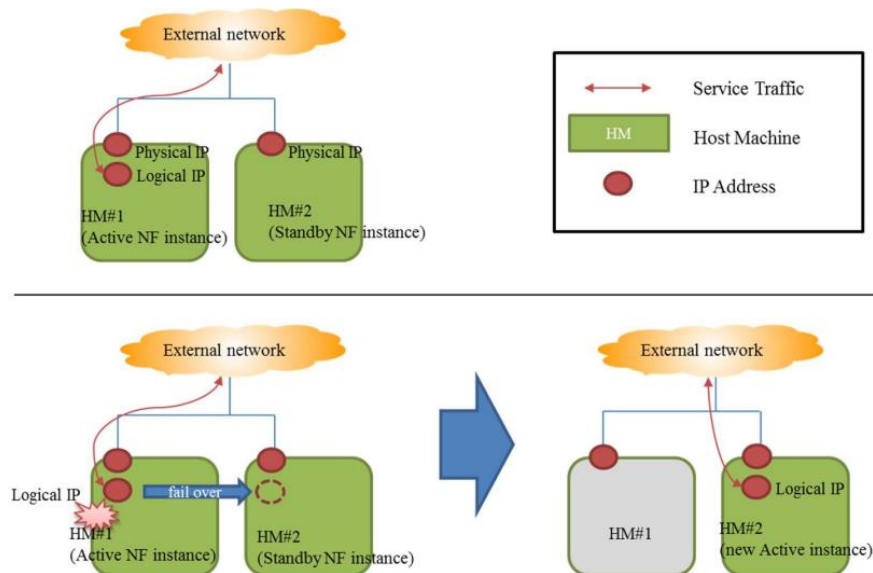 External network
Physical IP
Logical IP
HM#1
(Active NF instance)
Physical IP
HM#2
(Standby NF instance)
Service Traffic
HM
Host Machine
IP Address
External network
Logical IP
fail over
HM#1
(Active NF instance)
HM#2
(Standby NF instance)
External network
HM#1
Logical IP
HM#2
(new Active instance)